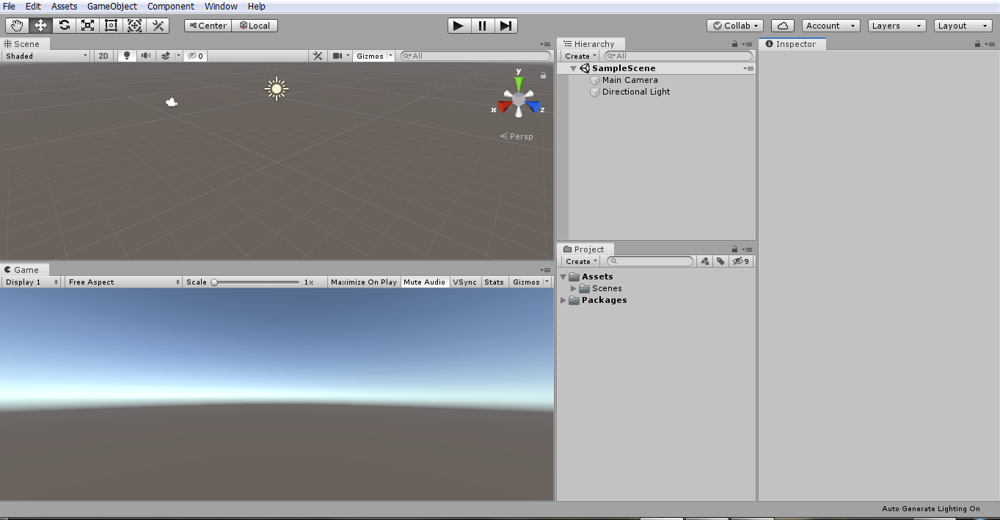 File Edit Assets GameObject Component Window Help
Center Local Collab Account Layers Layout
Scene
Shaded 2D 0 Gizmos All
y
x z
Persp
Game
Display 1 Free Aspect Scale 1x Maximize On Play Mute Audio VSync Stats Gizmos
Hierarchy
Create All
SampleScene
Main Camera
Directional Light
Project
Create 9
Assets
Scenes
Packages
Inspector
Auto Generate Lighting On